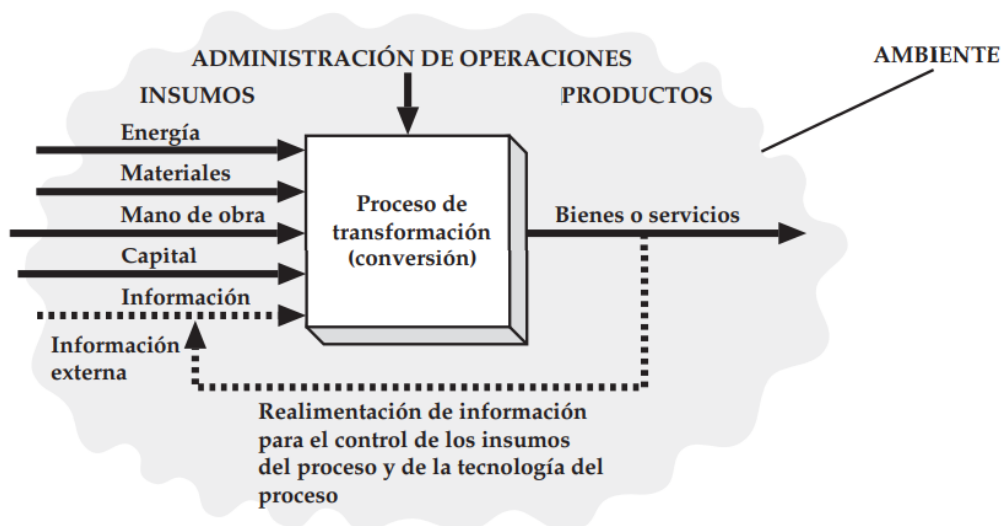 ADMINISTRACIÓN DE OPERACIONES
AMBIENTE
INSUMOS
PRODUCTOS
Energía
Materiales
Mano de obra
Capital
Información
Información
externa
Proceso de
transformación
(conversión)
Bienes o servicios
Realimentación de información
para el control de los insumos
del proceso y de la tecnología del
proceso